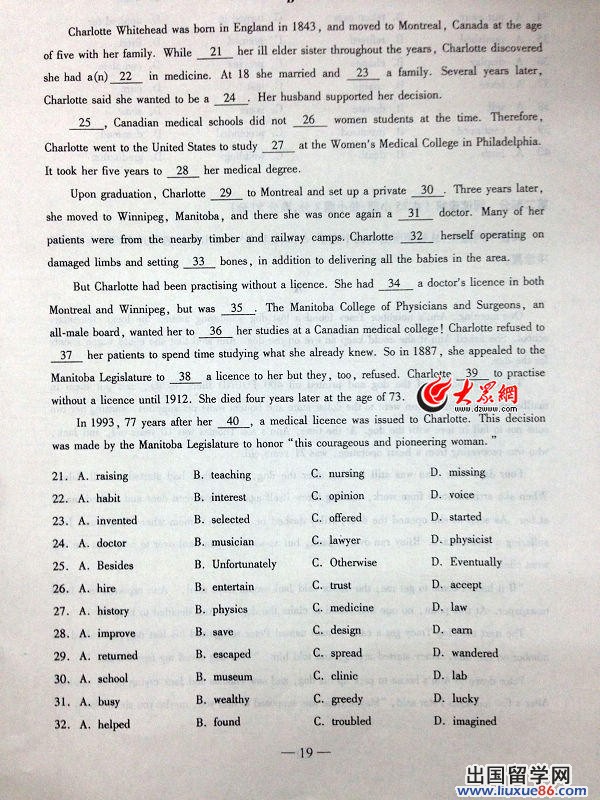 Charlotte Whitehead was born in England in 1843, and moved to Montreal, Canada at the age
of five with her family. While 21 her ill elder sister throughout the years, Charlotte discovered
she had a(n) 22 in medicine. At 18 she married and 23 a family. Several years later,
Charlotte said she wanted to be a 24 . Her husband supported her decision.
25 , Canadian medical schools did not 26 women students at the time. Therefore,
Charlotte went to the United States to study 27 at the Women's Medical College in Philadelphia.
It took her five years to 28 her medical degree.
Upon graduation, Charlotte 29 to Montreal and set up a private 30 . Three years later,
she moved to Winnipeg, Manitoba, and there she was once again a 31 doctor. Many of her
patients were from the nearby timber and railway camps. Charlotte 32 herself operating on
damaged limbs and setting 33 bones, in addition to delivering all the babies in the area.
But Charlotte had been practising without a licence. She had 34 a doctor's licence in both
Montreal and Winnipeg, but was 35 . The Manitoba College of Physicians and Surgeons, an
all-male board, wanted her to 36 her studies at a Canadian medical college! Charlotte refused to
37 her patients to spend time studying what she already knew. So in 1887, she appealed to the
Manitoba Legislature to 38 a licence to her but they, too, refused. Charlotte 39 to practise
without a licence until 1912. She died four years later at the age of 73.
大众网
www.dzwww.com
In 1993, 77 years after her 40 , a medical licence was issued to Charlotte. This decision
was made by the Manitoba Legislature to honor "this courageous and pioneering woman."
21. A. raising B. teaching C. nursing D. missing
22. A. habit B. interest C. opinion D. voice
23. A. invented B. selected C. offered D. started
24. A. doctor B. musician C. lawyer D. physicist
25. A. Besides B. Unfortunately C. Otherwise D. Eventually
26. A. hire B. entertain C. trust D. accept
27. A. history B. physics C. medicine D. law
28. A. improve B. save C. design D. earn
29. A. returned B. escaped C. spread D. wandered
30. A. school B. museum C. clinic D. lab
31. A. busy B. wealthy C. greedy D. lucky
32. A. helped B. found C. troubled D. imagined
— 19 —
出国留学网
www.liuxue86.com